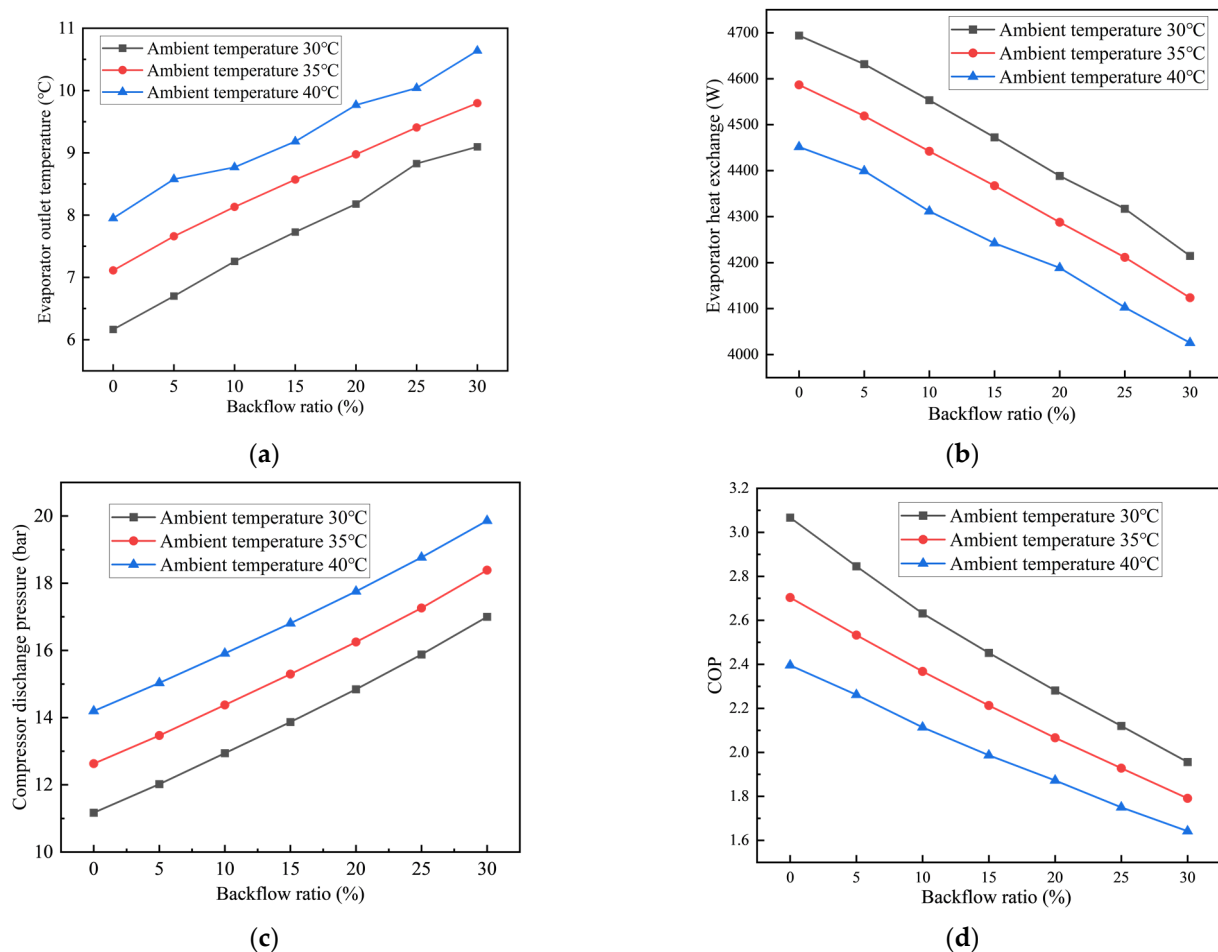 11
10
9
8
7
6
Evaporator outlet temperature (℃)
Ambient temperature 30℃
Ambient temperature 35℃
Ambient temperature 40℃
0 5 10 15 20 25 30
Backflow ratio (%)
(a)
4700
4600
4500
4400
4300
4200
4100
4000
Evaporator heat exchange (W)
Ambient temperature 30℃
Ambient temperature 35℃
Ambient temperature 40℃
0 5 10 15 20 25 30
Backflow ratio (%)
(b)
20
18
16
14
12
10
Compressor discharge pressure (bar)
Ambient temperature 30℃
Ambient temperature 35℃
Ambient temperature 40℃
0 5 10 15 20 25 30
Backflow ratio (%)
(c)
3.2
3.0
2.8
2.6
2.4
2.2
2.0
1.8
1.6
COP
Ambient temperature 30℃
Ambient temperature 35℃
Ambient temperature 40℃
0 5 10 15 20 25 30
Backflow ratio (%)
(d)